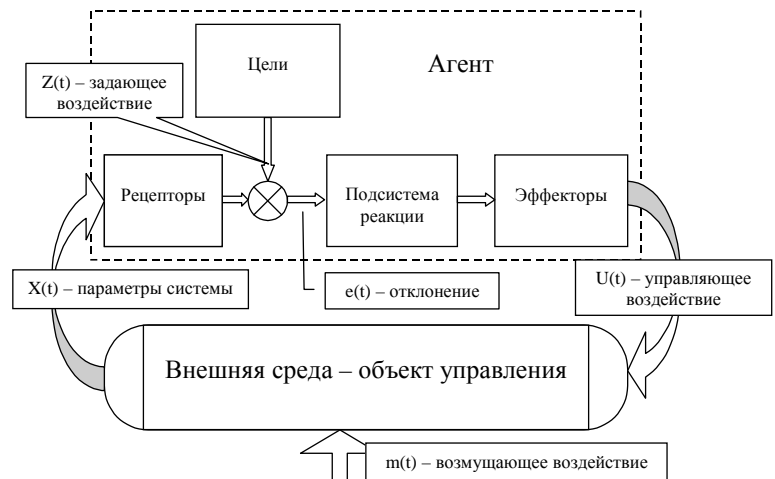 Цели
Агент
Z(t) – задающее
воздействие
Рецепторы
Подсистема
реакции
Эффекторы
X(t) – параметры системы
e(t) – отклонение
U(t) – управляющее
воздействие
Внешняя среда – объект управления
m(t) – возмущающее воздействие